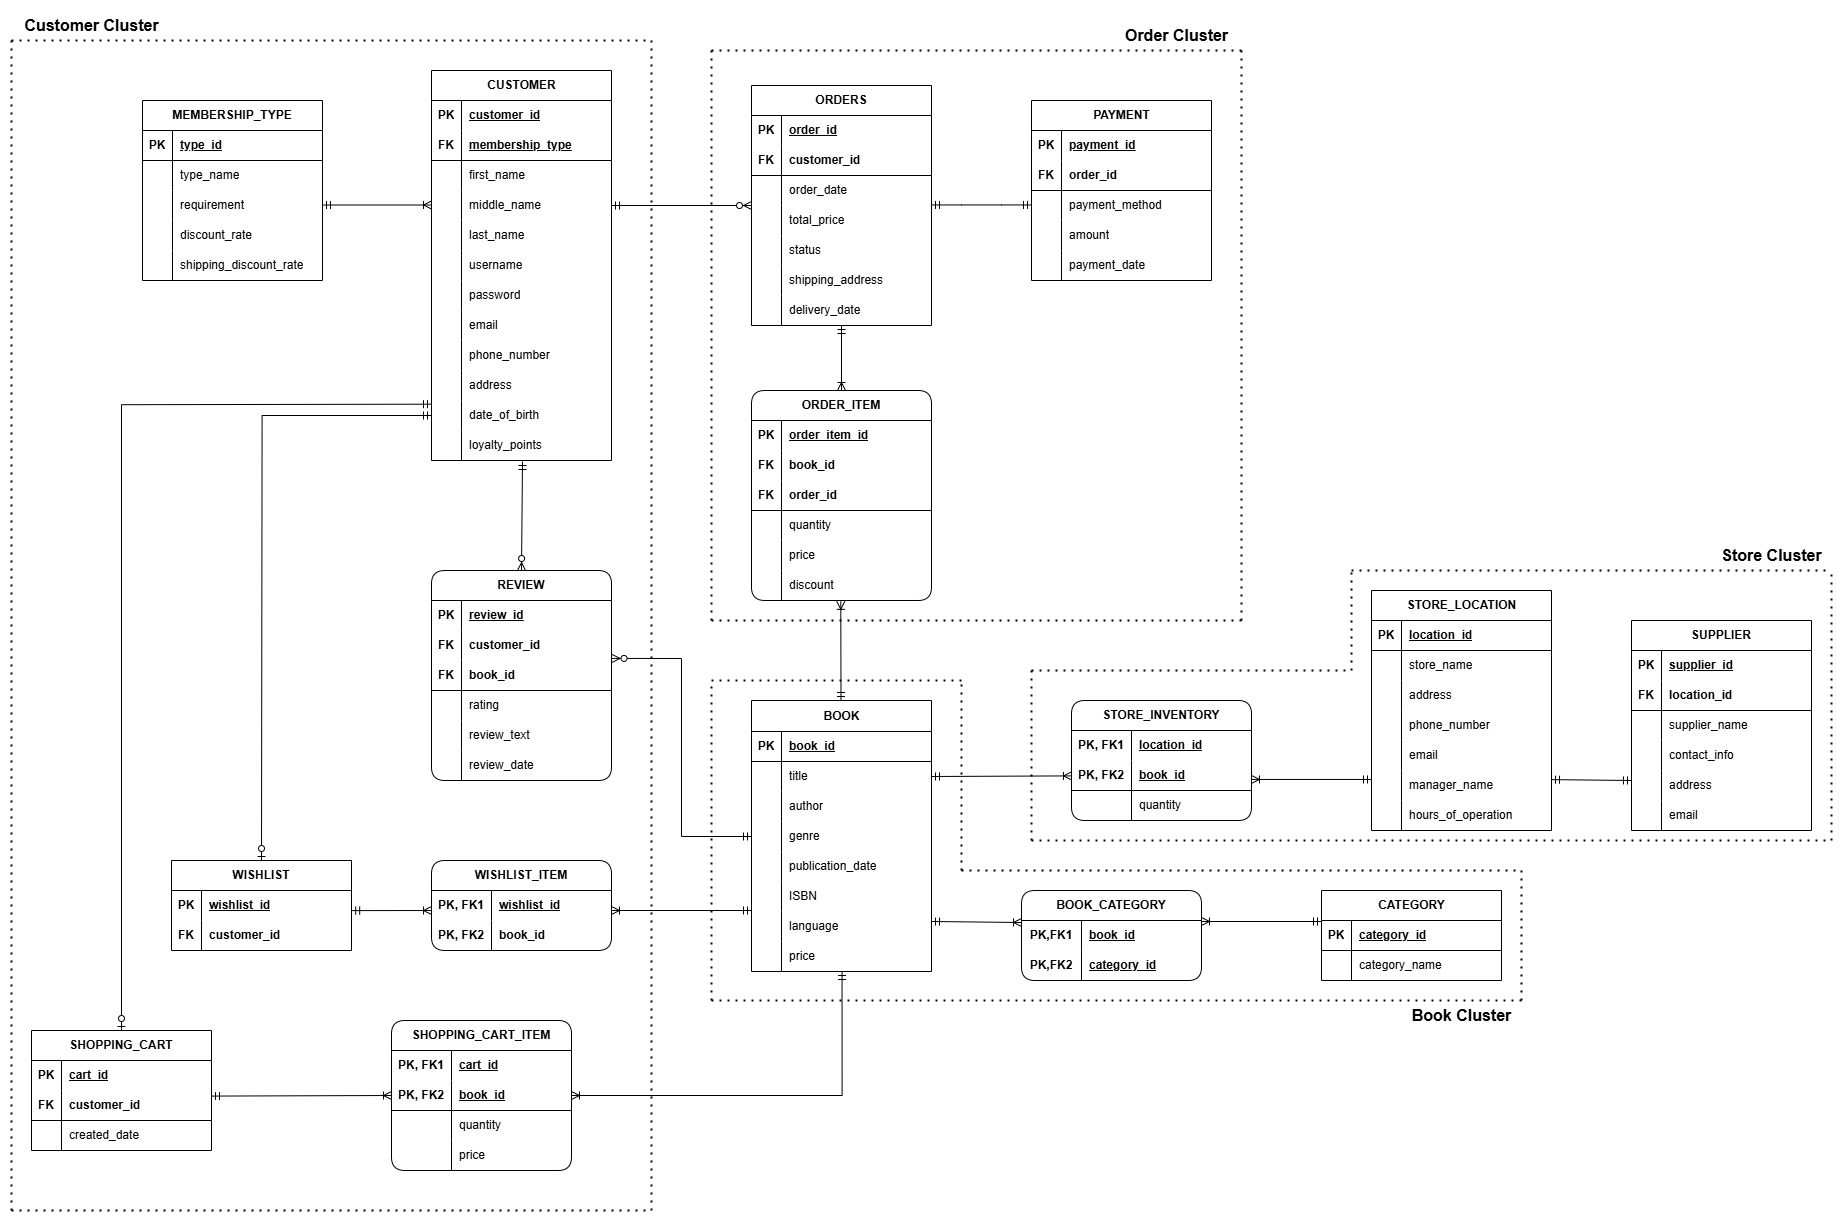 Customer Cluster
CUSTOMER
PK customer_id
FK membership_type
first_name
middle_name
last_name
username
password
email
phone_number
address
date_of_birth
loyalty_points
MEMBERSHIP_TYPE
PK type_id
type_name
requirement
discount_rate
shipping_discount_rate
REVIEW
PK review_id
FK customer_id
FK book_id
rating
review_text
review_date
WISHLIST
PK wishlist_id
FK customer_id
WISHLIST_ITEM
PK, FK1 wishlist_id
PK, FK2 book_id
SHOPPING_CART
PK cart_id
FK customer_id
created_date
SHOPPING_CART_ITEM
PK, FK1 cart_id
PK, FK2 book_id
quantity
price
Order Cluster
ORDERS
PK order_id
FK customer_id
order_date
total_price
status
shipping_address
delivery_date
PAYMENT
PK payment_id
FK order_id
payment_method
amount
payment_date
ORDER_ITEM
PK order_item_id
FK book_id
FK order_id
quantity
price
discount
BOOK
PK book_id
title
author
genre
publication_date
ISBN
language
price
BOOK_CATEGORY
PK,FK1 book_id
PK,FK2 category_id
CATEGORY
PK category_id
category_name
Book Cluster
Store Cluster
STORE_LOCATION
PK location_id
store_name
address
phone_number
email
manager_name
hours_of_operation
SUPPLIER
PK supplier_id
FK location_id
supplier_name
contact_info
address
email
STORE_INVENTORY
PK, FK1 location_id
PK, FK2 book_id
quantity